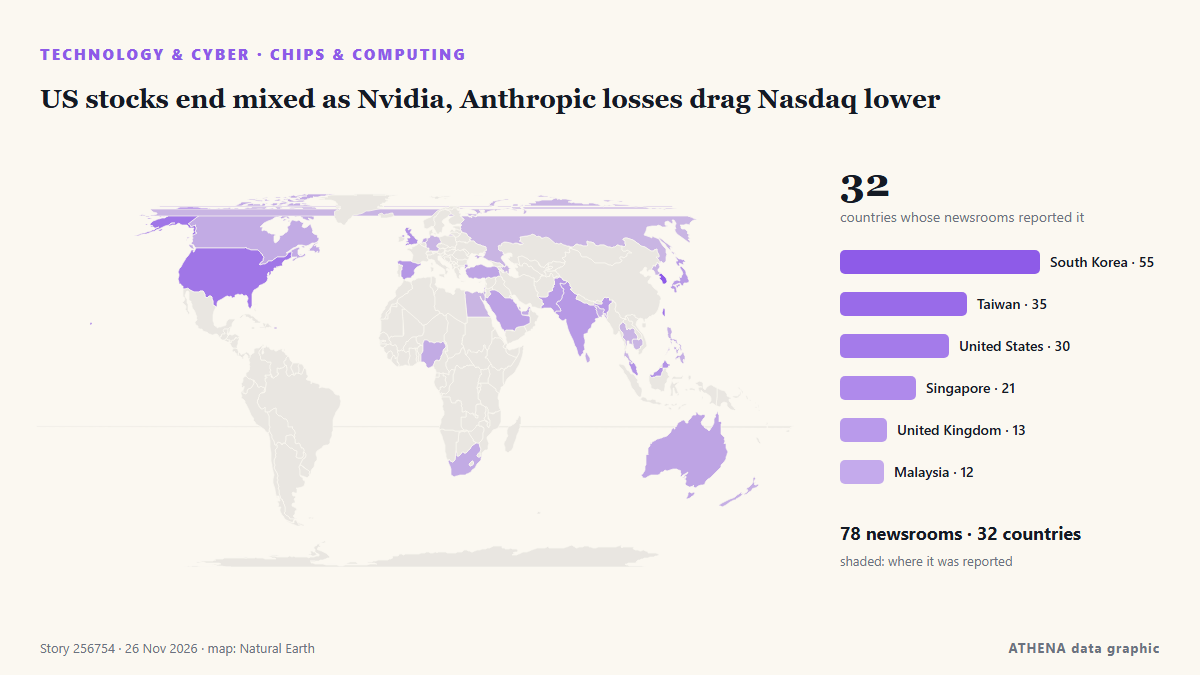 TECHNOLOGY & CYBER · CHIPS & COMPUTING
US stocks end mixed as Nvidia, Anthropic losses drag Nasdaq lower
32
countries whose newsrooms reported it
South Korea · 55
Taiwan · 35
United States · 30
Singapore · 21
United Kingdom · 13
Malaysia · 12
78 newsrooms · 32 countries
shaded: where it was reported
Story 256754 · 26 Nov 2026 · map: Natural Earth
ATHENA data graphic